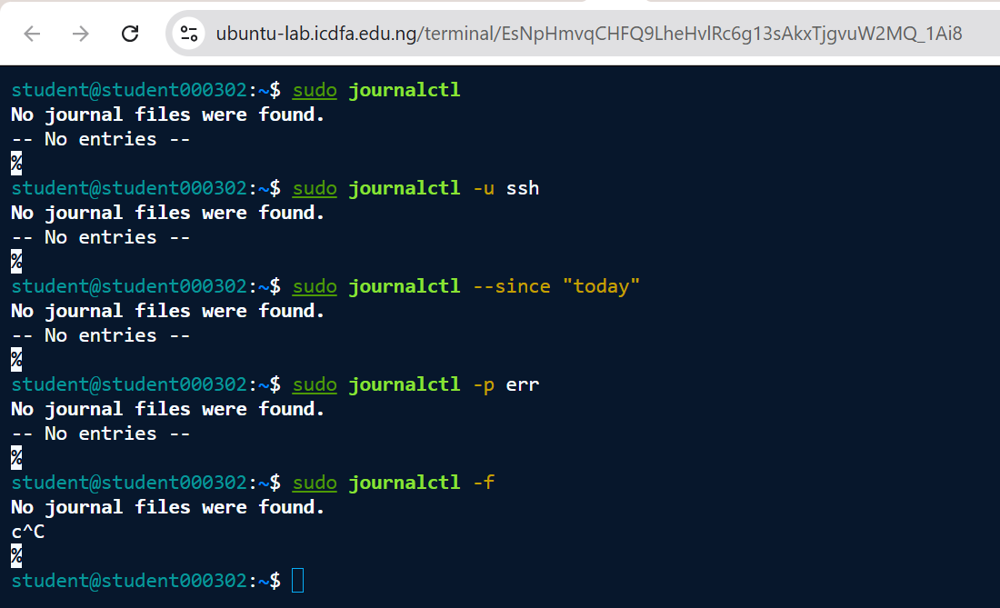 ubuntu-lab.icdfa.edu.ng/terminal/EsNpHmvqCHFQ9LheHvlRc6g13sAkxTjgvuW2MQ_1Ai8
student@student000302:~$ sudo journalctl
No journal files were found.
-- No entries --
%
student@student000302:~$ sudo journalctl -u ssh
No journal files were found.
-- No entries --
%
student@student000302:~$ sudo journalctl --since "today"
No journal files were found.
-- No entries --
%
student@student000302:~$ sudo journalctl -p err
No journal files were found.
-- No entries --
%
student@student000302:~$ sudo journalctl -f
No journal files were found.
c^C
%
student@student000302:~$